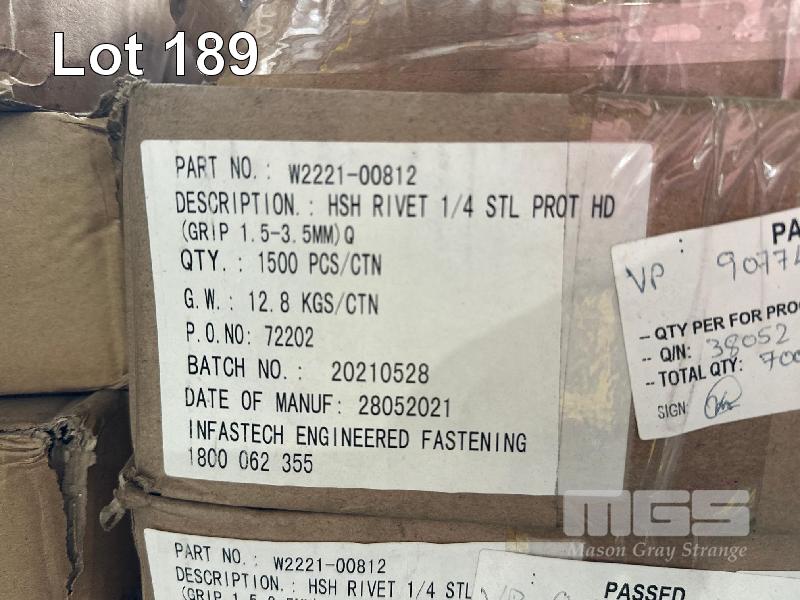 Lot 189
PART NO.: W2221-00812
DESCRIPTION.: HSH RIVET 1/4 STL PROT HD
(GRIP 1.5-3.5MM)Q
QTY.: 1500 PCS/CTN
G.W.: 12.8 KGS/CTN
P.O.NO: 72202
BATCH NO.: 20210528
DATE OF MANUF: 28052021
INFASTECH ENGINEERED FASTENING
1800 062 355
PA
VP : 9077
-- QTY PER FOR PRO
-- Q/N: 38052
-- TOTAL QTY: 700
SIGN:
MGS
Mason Gray Strange
PART NO.: W2221-00812
DESCRIPTION.: HSH RIVET 1/4 STL
PASSED
VP